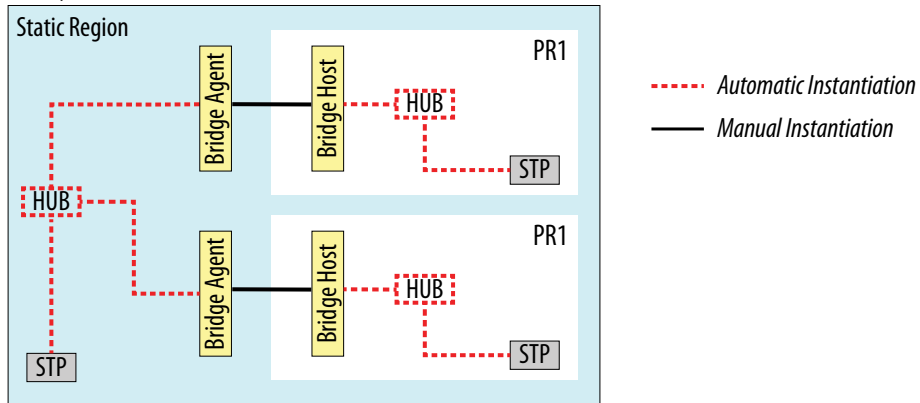 Static Region
PR1
Bridge Agent
Bridge Host
HUB
STP
HUB
PR1
Bridge Agent
Bridge Host
HUB
STP
STP
Automatic Instantiation
Manual Instantiation